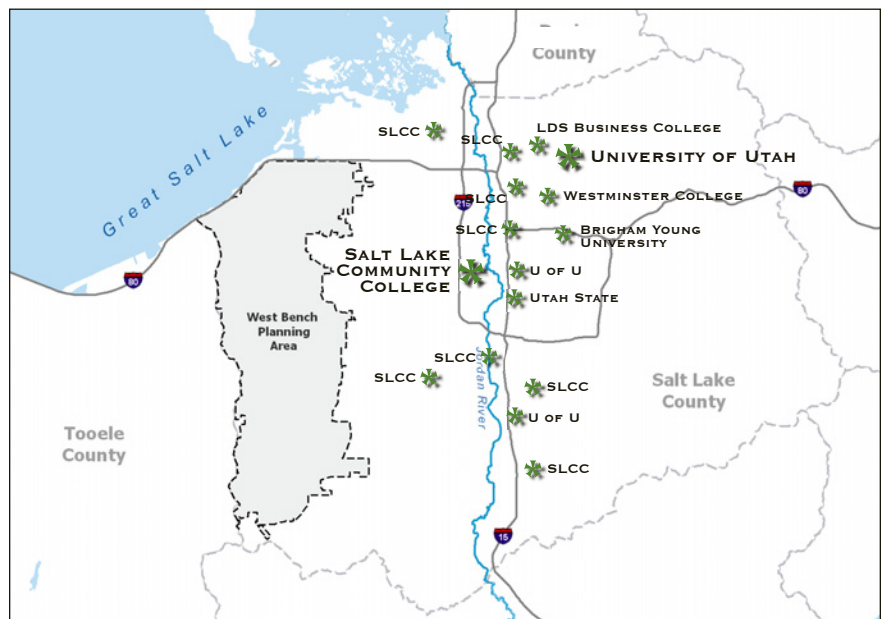 County
LDS Business College
SLCC
SLCC
University of Utah
Great Salt Lake
80
Westminster College
215
SLCC
SLCC
Brigham Young
University
Salt Lake
Community
College
U of U
80
Utah State
West Bench
Planning
Area
SLCC
Jordan River
SLCC
SLCC
Salt Lake
County
U of U
Tooele
County
SLCC
15